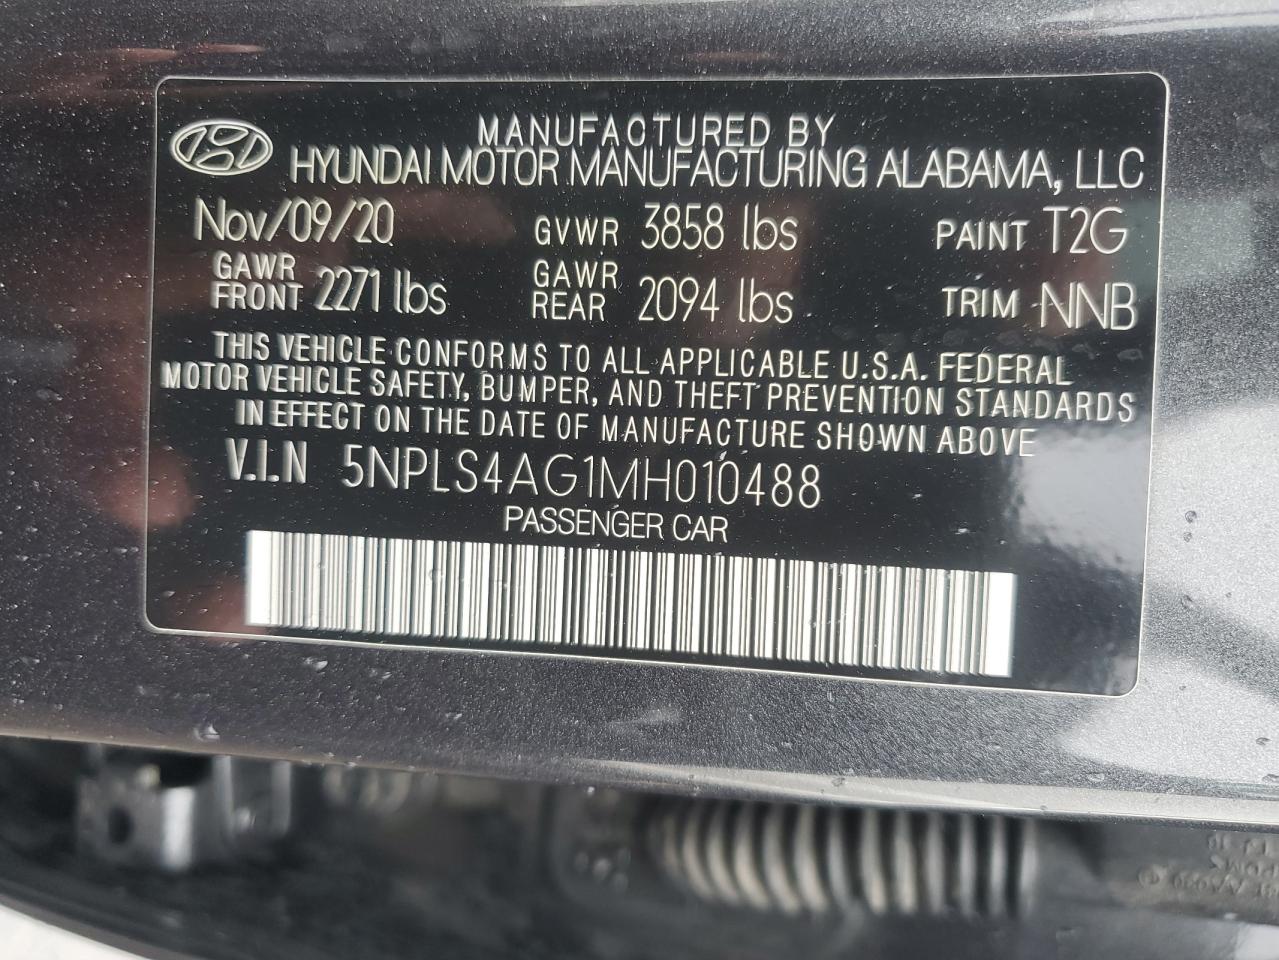 MANUFACTURED BY
HYUNDAI MOTOR MANUFACTURING ALABAMA, LLC
Nov/09/20 GVWR 3858 lbs PAINT T2G
GAWR FRONT 2271 lbs GAWR REAR 2094 lbs TRIM NNB
THIS VEHICLE CONFORMS TO ALL APPLICABLE U.S.A. FEDERAL
MOTOR VEHICLE SAFETY, BUMPER, AND THEFT PREVENTION STANDARDS
IN EFFECT ON THE DATE OF MANUFACTURE SHOWN ABOVE
V.I.N 5NPLS4AG1MH010488
PASSENGER CAR